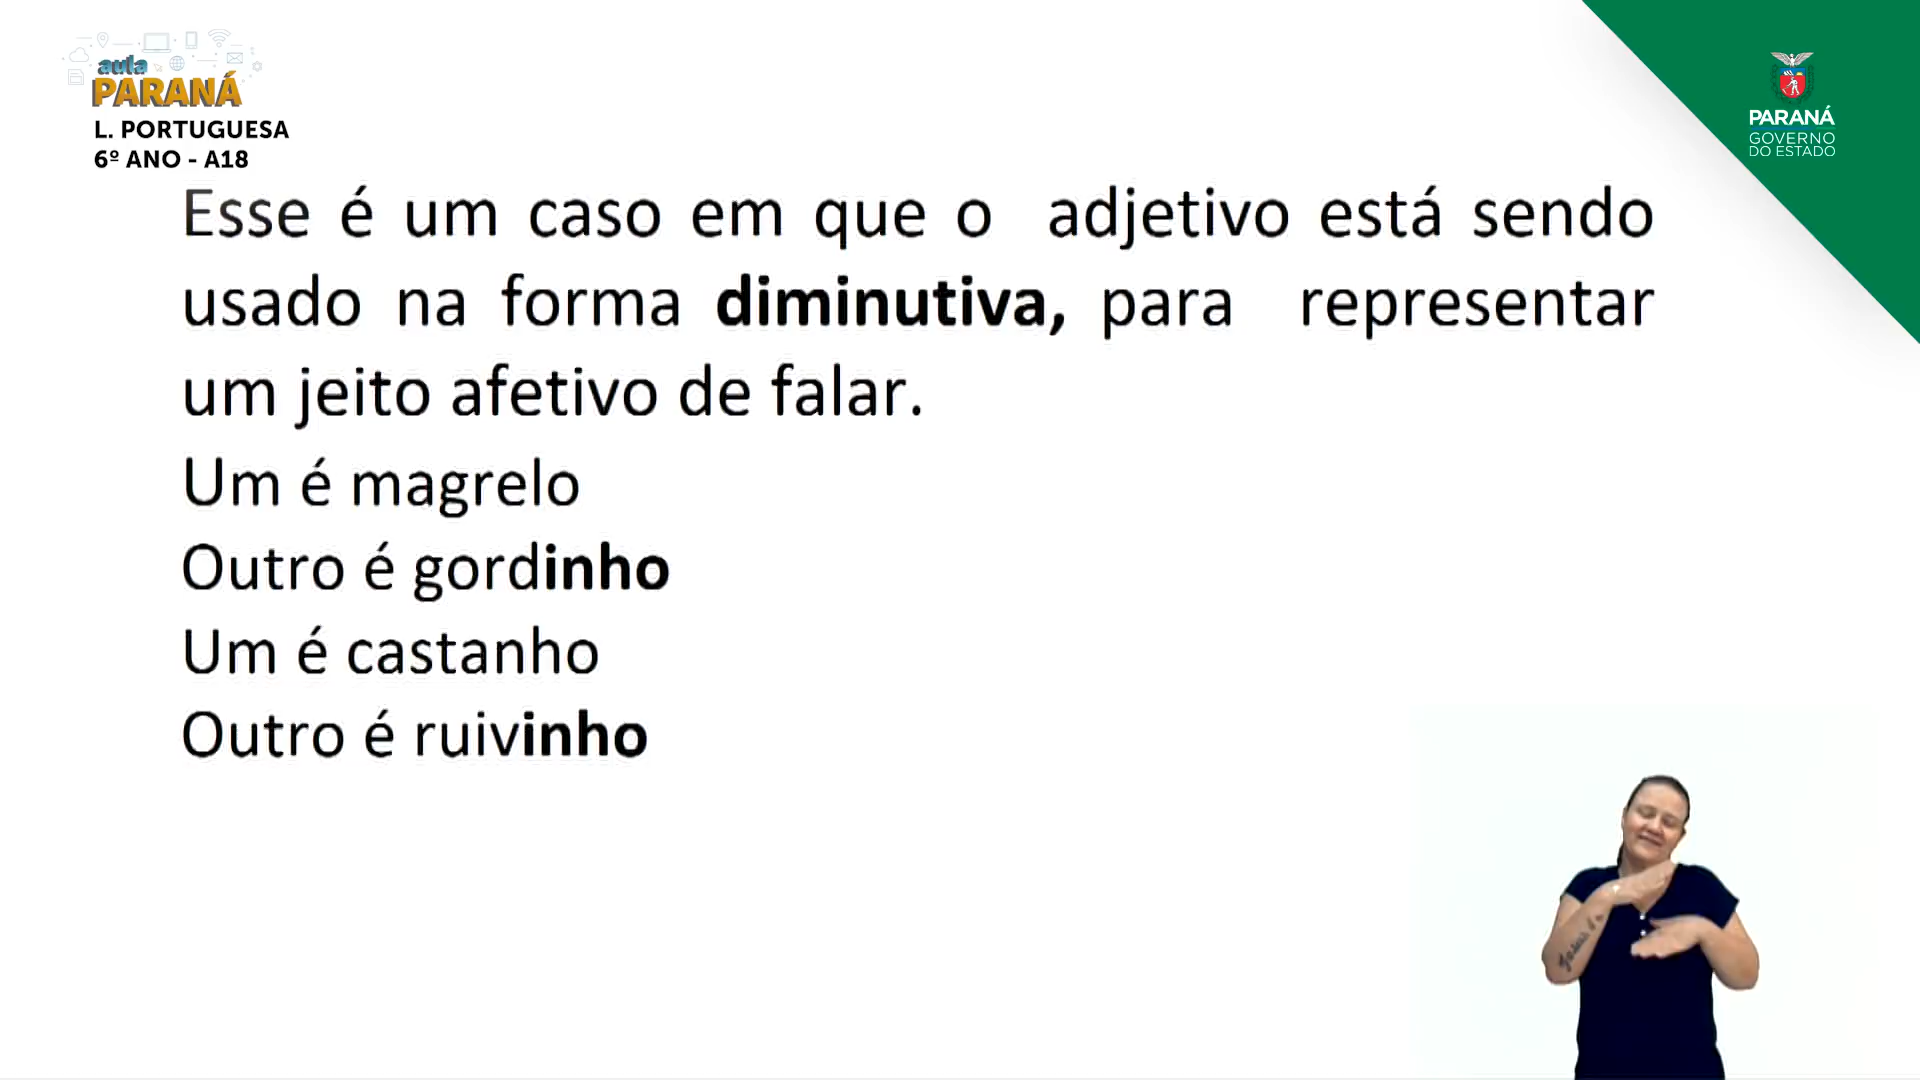 aula
PARANÁ
L. PORTUGUESA
6º ANO - A18
PARANÁ
GOVERNO
DO ESTADO
Esse é um caso em que o adjetivo está sendo
usado na forma diminutiva, para representar
um jeito afetivo de falar.
Um é magrelo
Outro é gordinho
Um é castanho
Outro é ruivinho